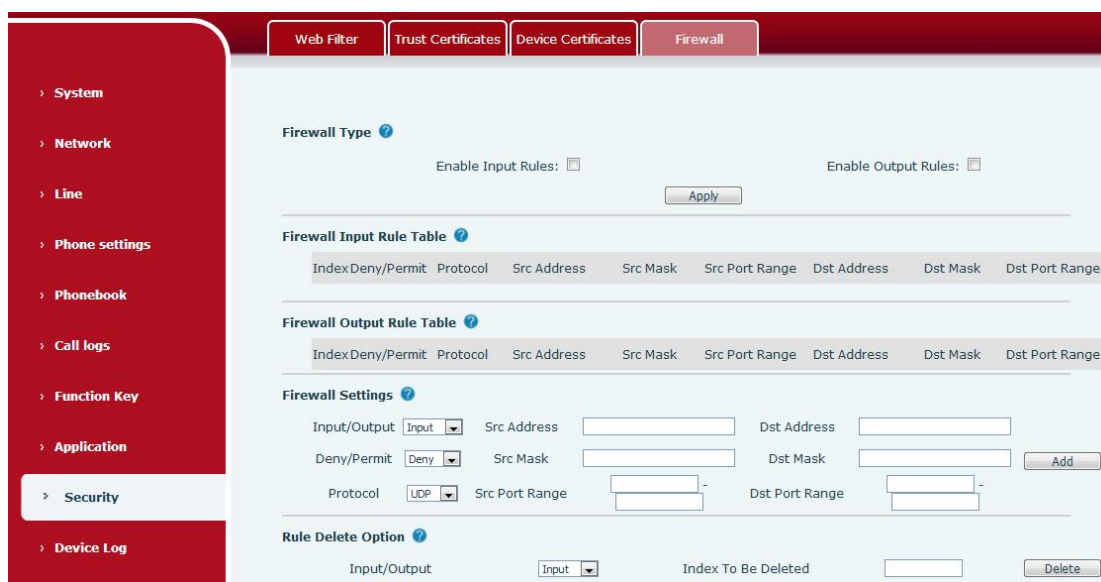 Web Filter Trust Certificates Device Certificates Firewall
› System
› Network
› Line
› Phone settings
› Phonebook
› Call logs
› Function Key
› Application
› Security
› Device Log
Firewall Type ?
Enable Input Rules: Enable Output Rules:
Apply
Firewall Input Rule Table ?
Index Deny/Permit Protocol Src Address Src Mask Src Port Range Dst Address Dst Mask Dst Port Range
Firewall Output Rule Table ?
Index Deny/Permit Protocol Src Address Src Mask Src Port Range Dst Address Dst Mask Dst Port Range
Firewall Settings ?
Input/Output Input Src Address Dst Address
Deny/Permit Deny Src Mask Dst Mask Add
Protocol UDP Src Port Range - Dst Port Range -
Rule Delete Option ?
Input/Output Input Index To Be Deleted Delete